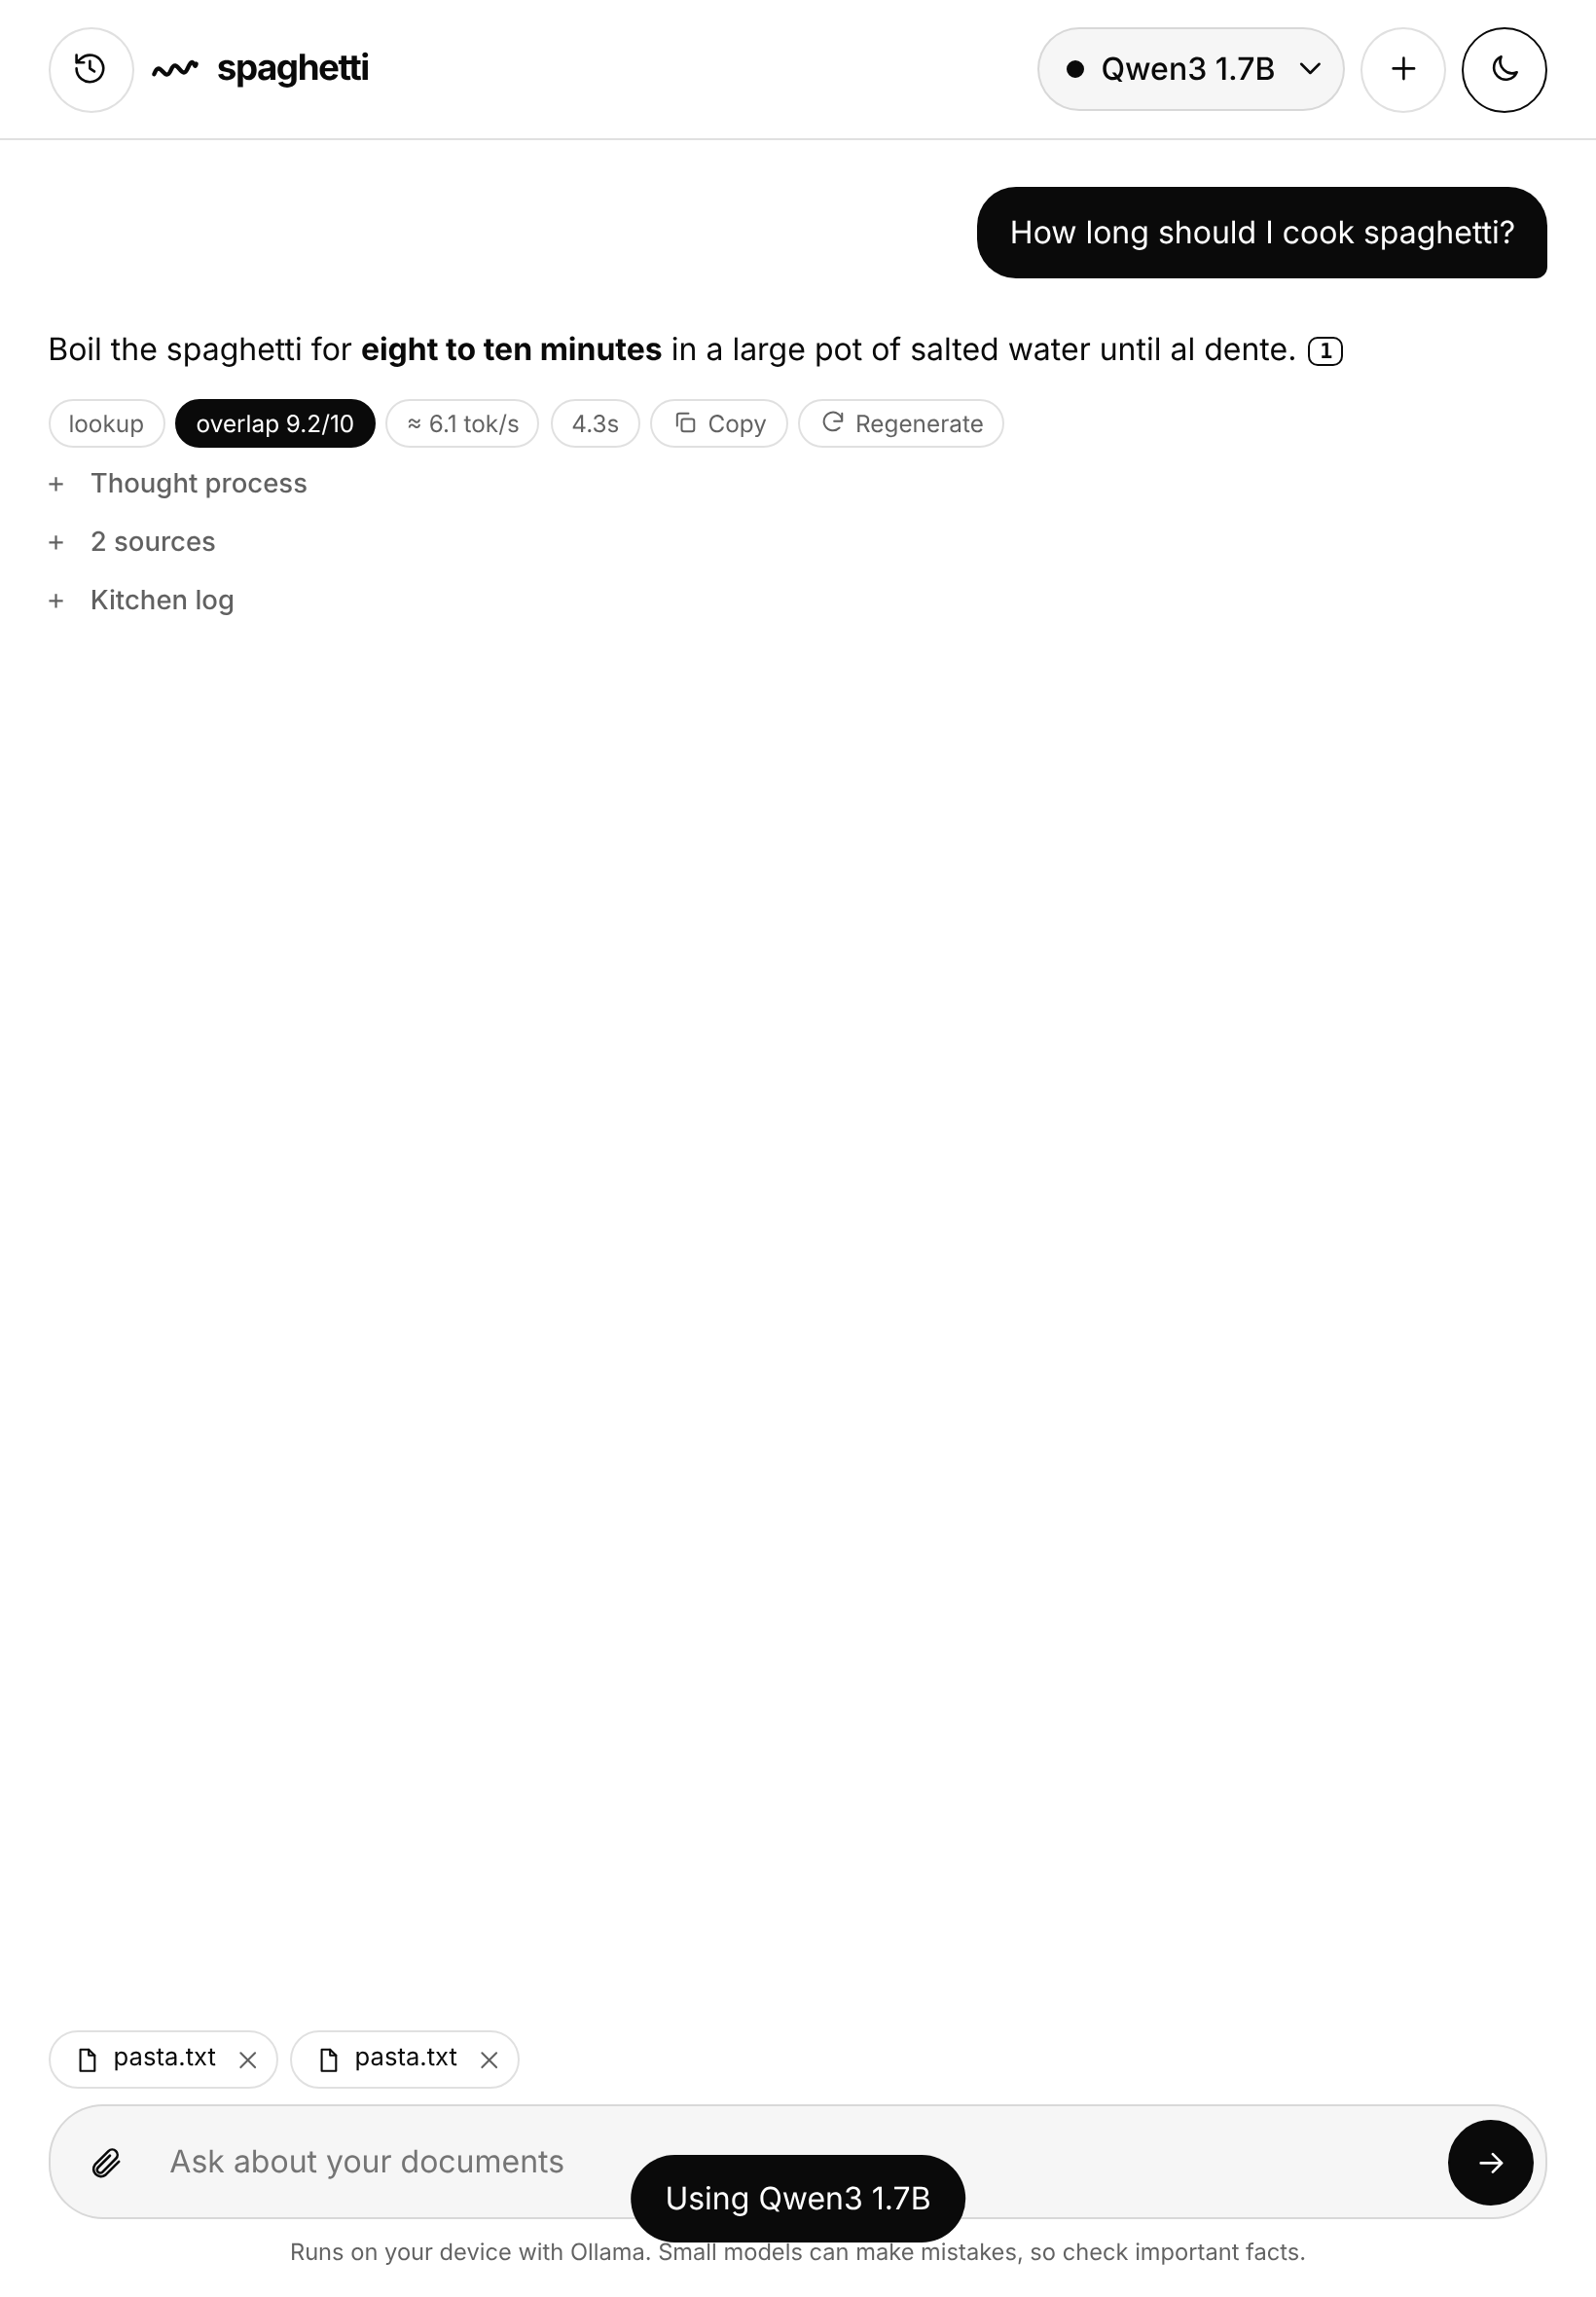 spaghetti
Qwen3 1.7B
How long should I cook spaghetti?
Boil the spaghetti for eight to ten minutes in a large pot of salted water until al dente. 1
lookup overlap 9.2/10 ≈ 6.1 tok/s 4.3s Copy Regenerate
+ Thought process
+ 2 sources
+ Kitchen log
pasta.txt pasta.txt
Ask about your documents
Using Qwen3 1.7B
Runs on your device with Ollama. Small models can make mistakes, so check important facts.